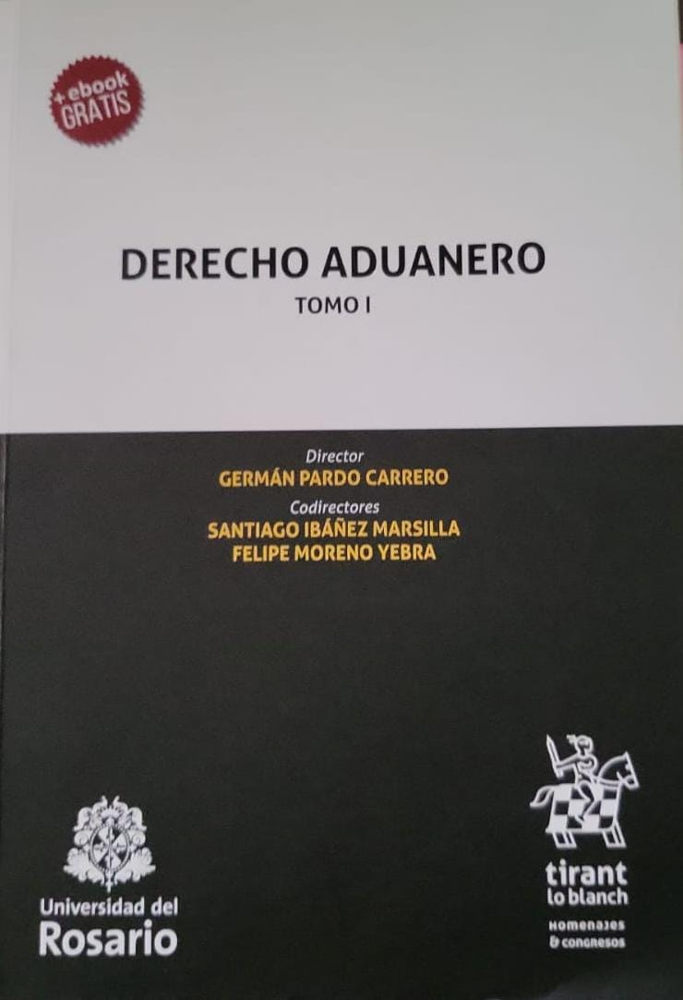 + ebook
GRATIS
DERECHO ADUANERO
TOMO I
Director
GERMÁN PARDO CARRERO
Codirectores
SANTIAGO IBÁÑEZ MARSILLA
FELIPE MORENO YEBRA
Universidad del
Rosario
tirant
lo blanch
Homenajes
& congresos